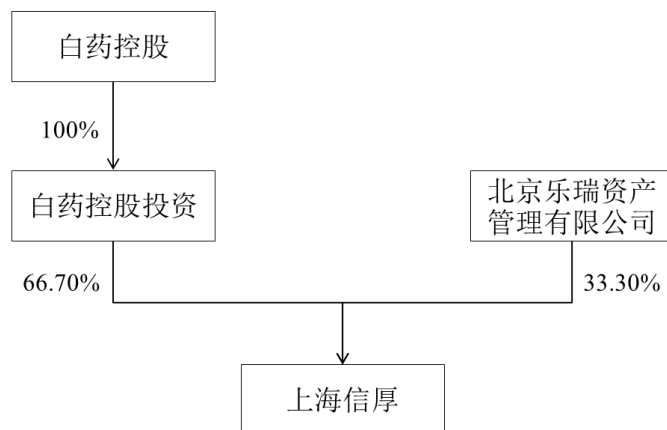 白药控股
100%
白药控股投资
北京乐瑞资产
管理有限公司
66.70%
33.30%
上海信厚